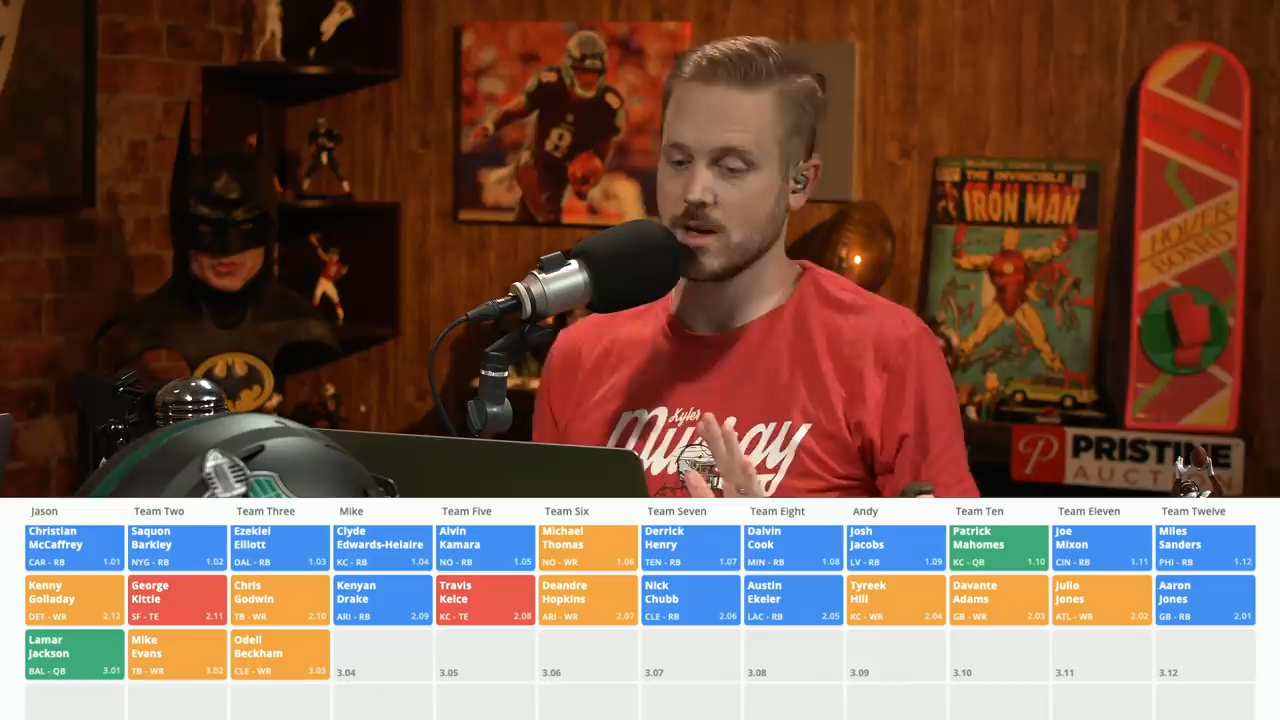 MARVEL COMICS GROUP
THE INVINCIBLE
IRON MAN
HOVER
BOARD
8
Kyler
Murray
P PRISTINE
AUCTION
Jason Team Two Team Three Mike Team Five Team Six Team Seven Team Eight Andy Team Ten Team Eleven Team Twelve
Christian Saquon Ezekiel Clyde Alvin Michael Derrick Dalvin Josh Patrick Joe Miles
McCaffrey Barkley Elliott Edwards-Helaire Kamara Thomas Henry Cook Jacobs Mahomes Mixon Sanders
CAR - RB 1.01 NYG - RB 1.02 DAL - RB 1.03 KC - RB 1.04 NO - RB 1.05 NO - WR 1.06 TEN - RB 1.07 MIN - RB 1.08 LV - RB 1.09 KC - QB 1.10 CIN - RB 1.11 PHI - RB 1.12
Kenny George Chris Kenyan Travis Deandre Nick Austin Tyreek Davante Julio Aaron
Golladay Kittle Godwin Drake Kelce Hopkins Chubb Ekeler Hill Adams Jones Jones
DET - WR 2.12 SF - TE 2.11 TB - WR 2.10 ARI - RB 2.09 KC - TE 2.08 ARI - WR 2.07 CLE - RB 2.06 LAC - RB 2.05 KC - WR 2.04 GB - WR 2.03 ATL - WR 2.02 GB - RB 2.01
Lamar Mike Odell
Jackson Evans Beckham
BAL - QB 3.01 TB - WR 3.02 CLE - WR 3.03 3.04 3.05 3.06 3.07 3.08 3.09 3.10 3.11 3.12